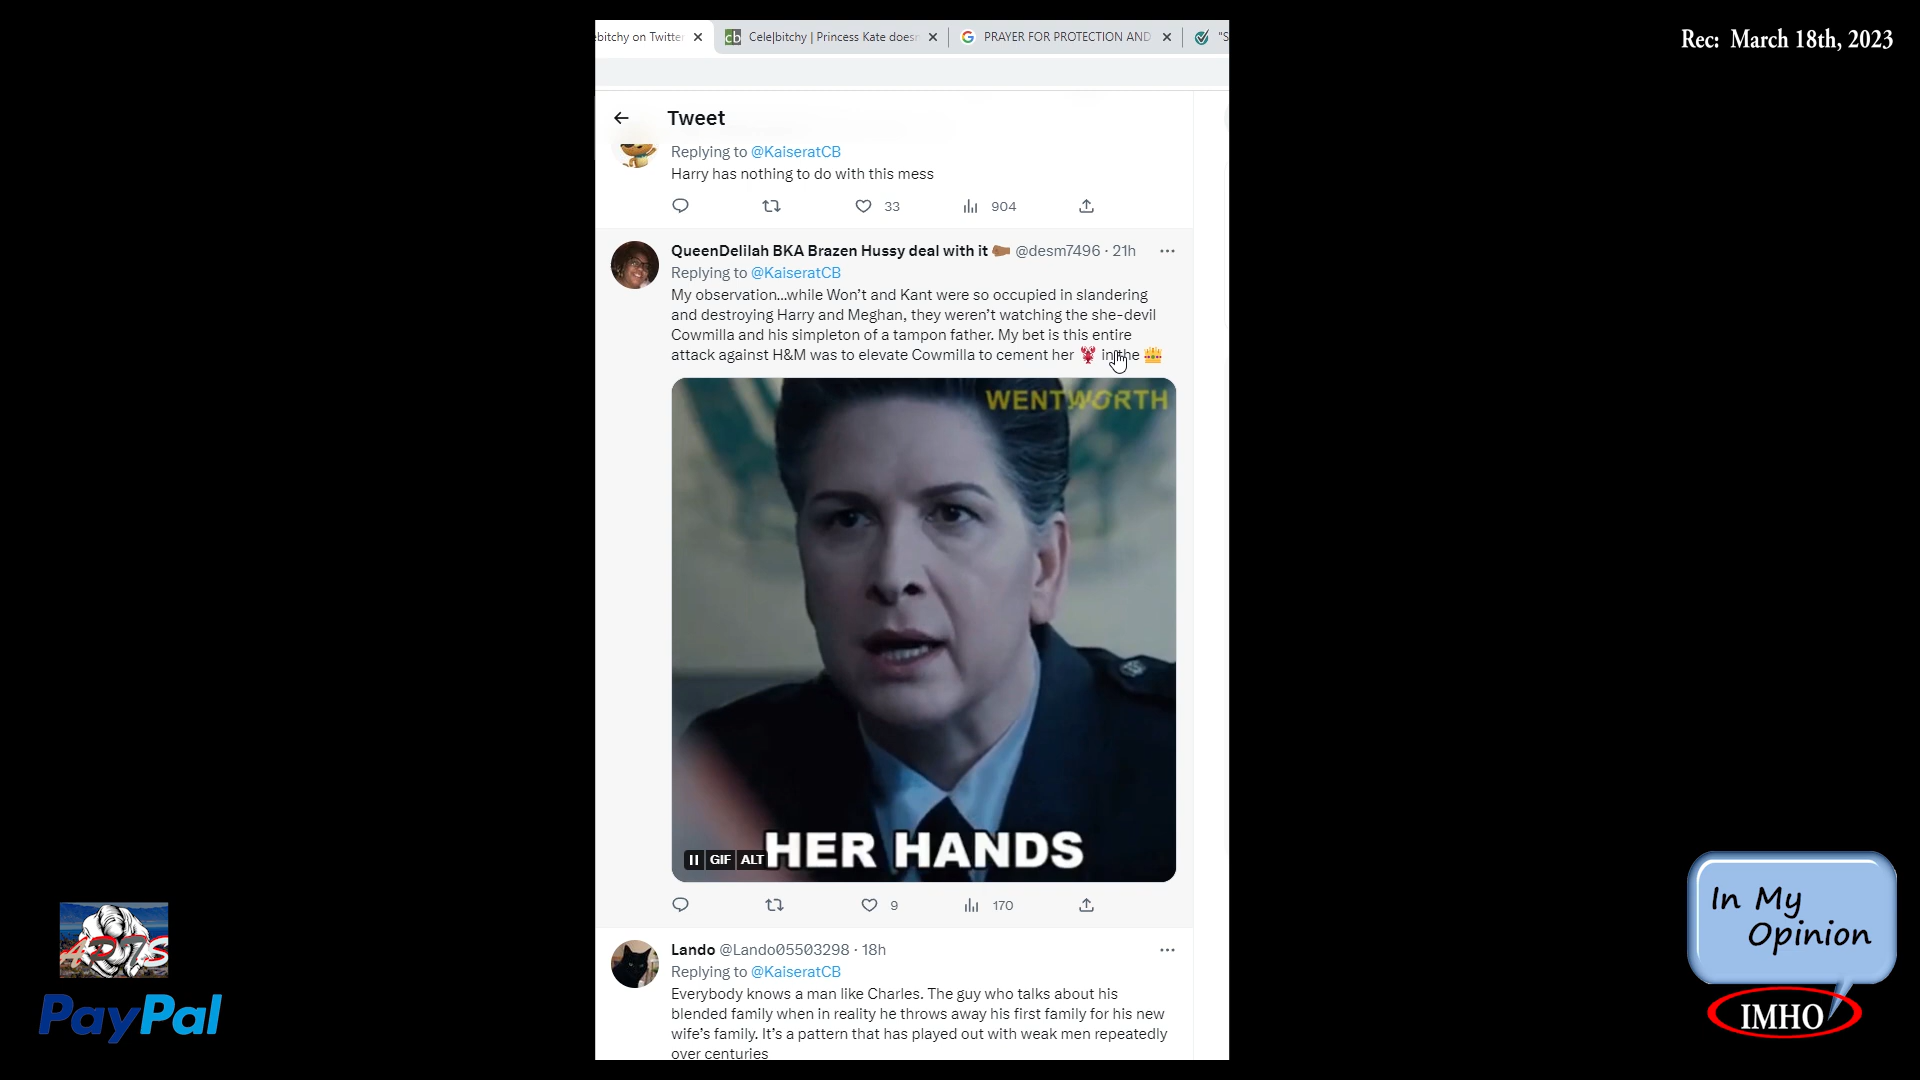 ebitchy on Twitter
Cele|bitchy | Princess Kate doesn
PRAYER FOR PROTECTION AND
"S
Rec: March 18th, 2023
Tweet
Replying to @KaiseratCB
Harry has nothing to do with this mess
33
904
QueenDelilah BKA Brazen Hussy deal with it @desm7496 · 21h
Replying to @KaiseratCB
My observation...while Won't and Kant were so occupied in slandering
and destroying Harry and Meghan, they weren't watching the she-devil
Cowmilla and his simpleton of a tampon father. My bet is this entire
attack against H&M was to elevate Cowmilla to cement her 🦞 in the 👑
WENTWORTH
HER HANDS
GIF ALT
9
170
Lando @Lando05503298 · 18h
Replying to @KaiseratCB
Everybody knows a man like Charles. The guy who talks about his
blended family when in reality he throws away his first family for his new
wife's family. It's a pattern that has played out with weak men repeatedly
over centuries
PayPal
In My
Opinion
IMHO